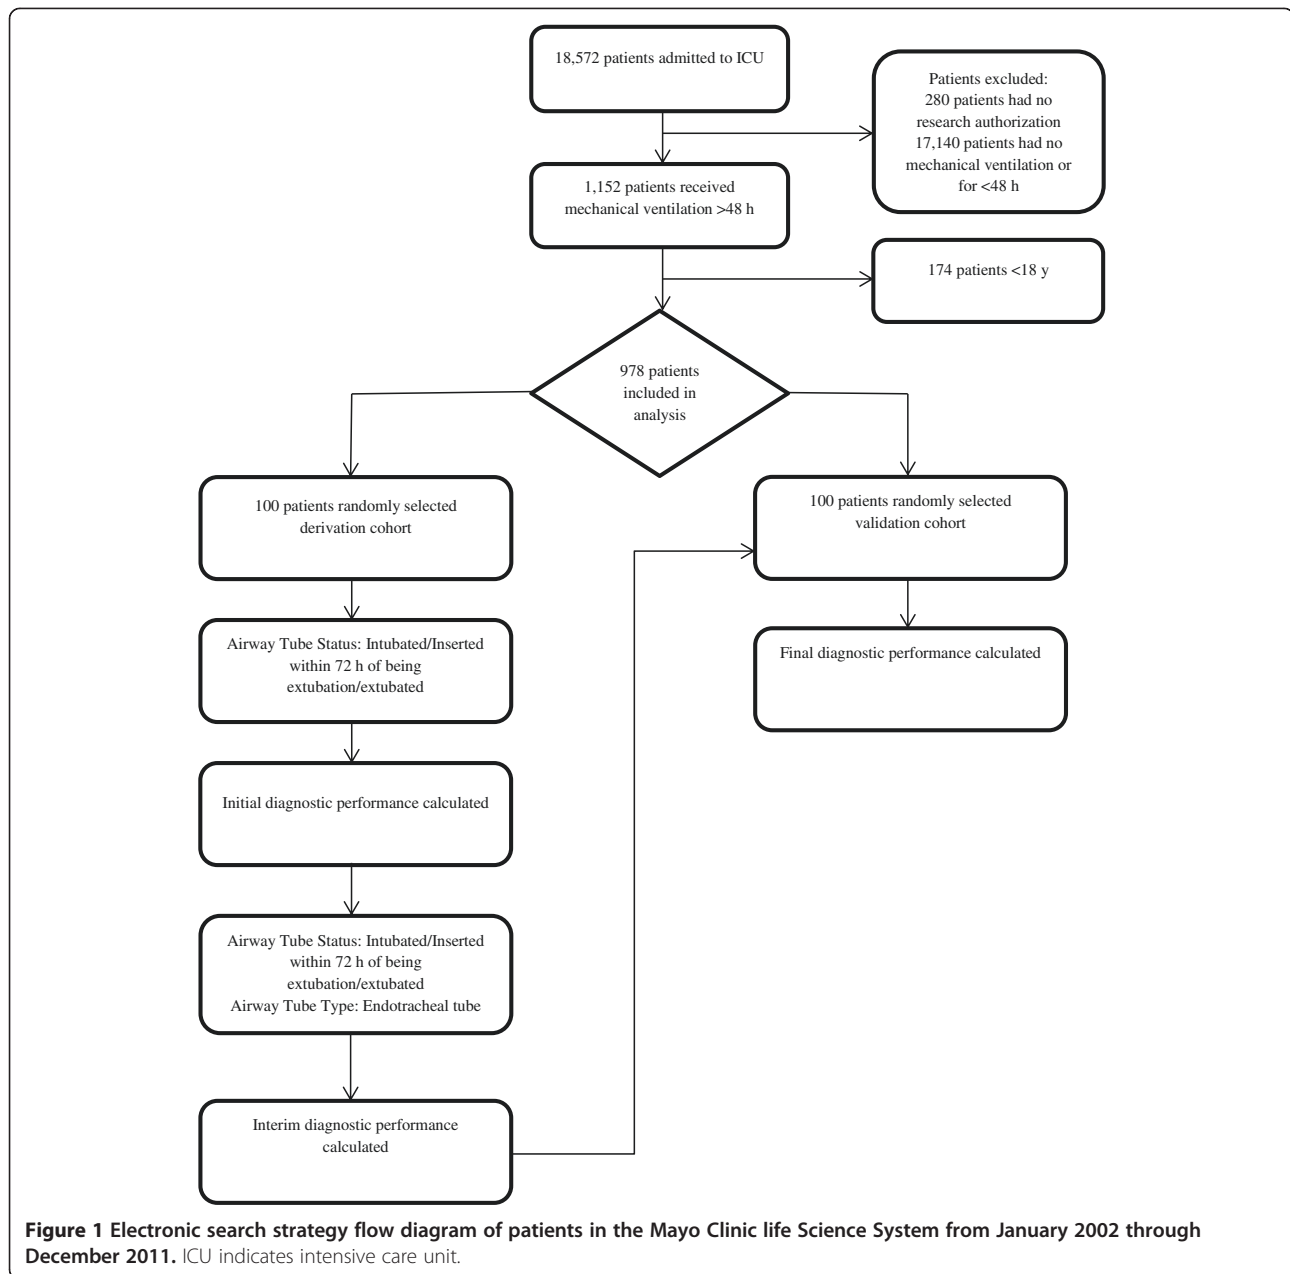 18,572 patients admitted to ICU
Patients excluded:
280 patients had no
research authorization
17,140 patients had no
mechanical ventilation or
for <48 h
1,152 patients received
mechanical ventilation >48 h
174 patients <18 y
978 patients
included in
analysis
100 patients randomly selected
derivation cohort
Airway Tube Status: Intubated/Inserted
within 72 h of being
extubation/extubated
Initial diagnostic performance calculated
Airway Tube Status: Intubated/Inserted
within 72 h of being
extubation/extubated
Airway Tube Type: Endotracheal tube
Interim diagnostic performance
calculated
100 patients randomly selected
validation cohort
Final diagnostic performance calculated
Figure 1 Electronic search strategy flow diagram of patients in the Mayo Clinic life Science System from January 2002 through
December 2011. ICU indicates intensive care unit.